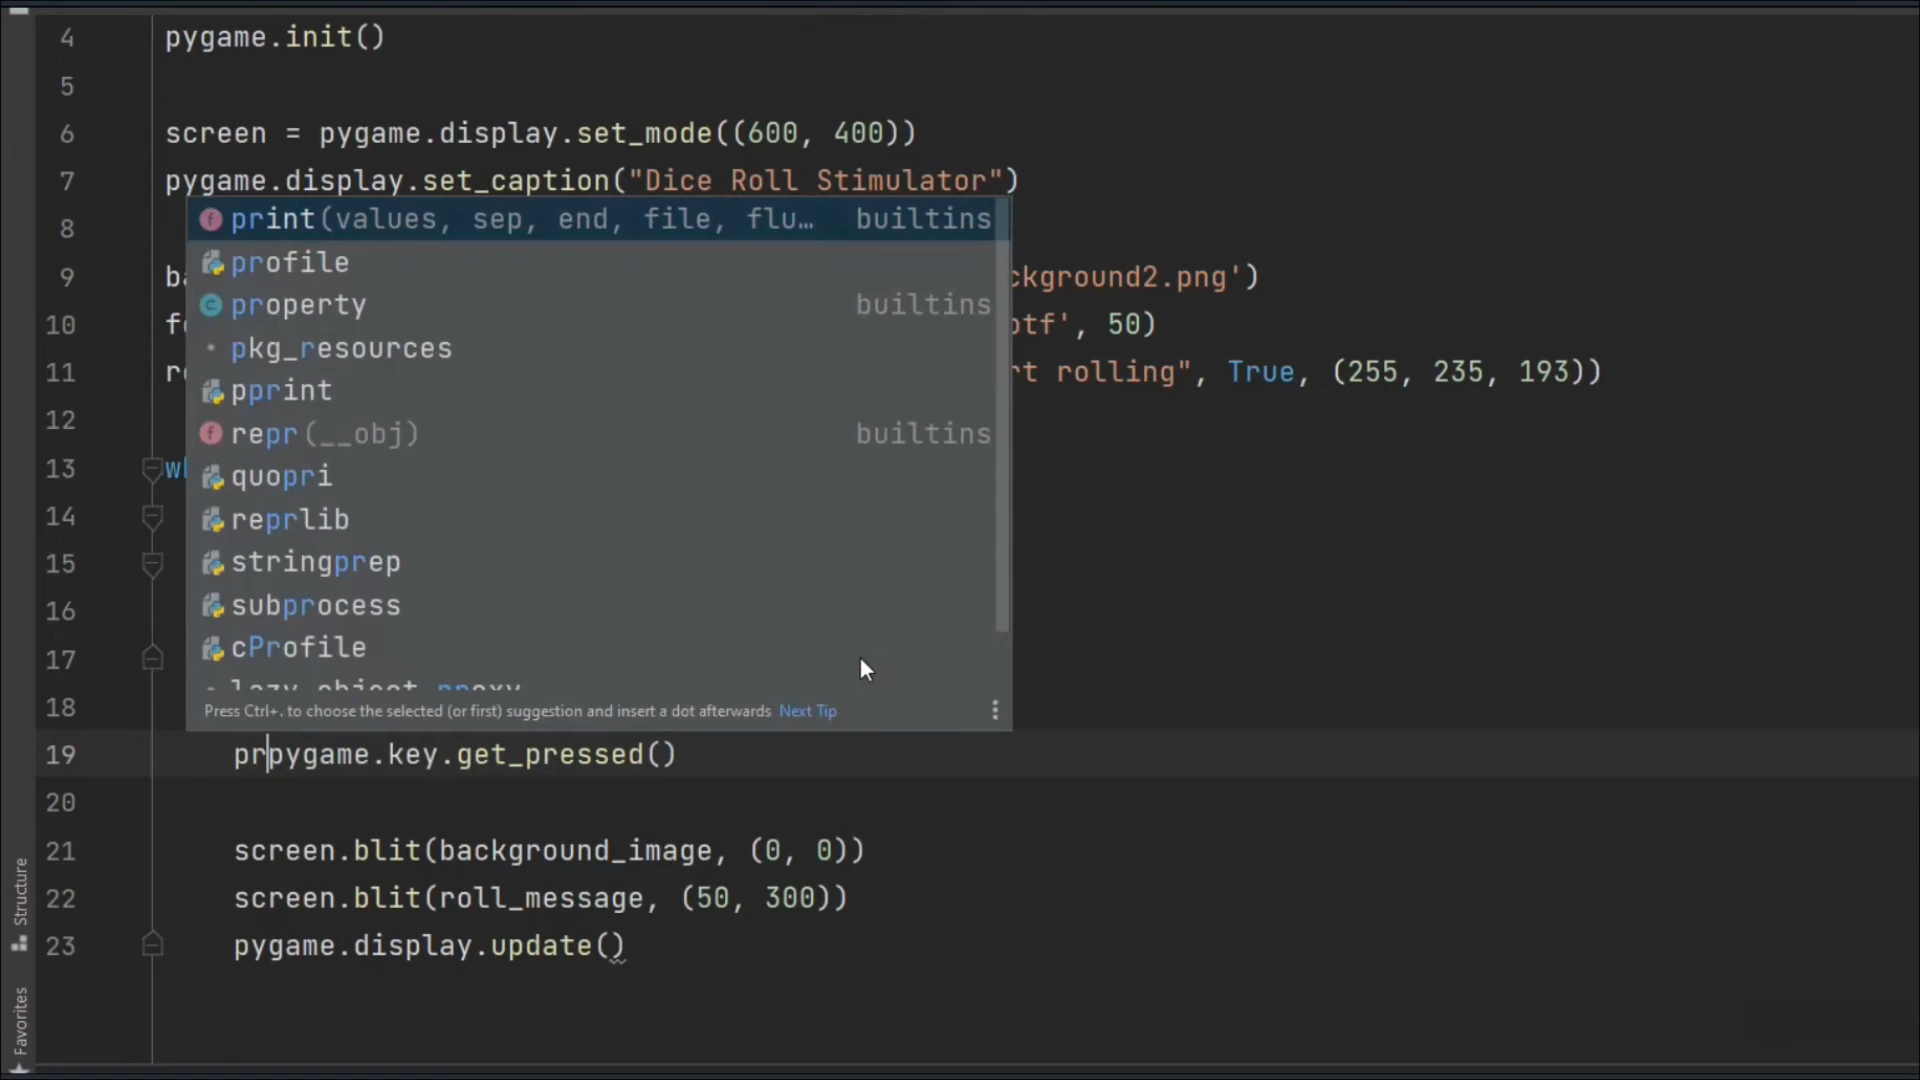 4 pygame.init()
5
6 screen = pygame.display.set_mode((600, 400))
7 pygame.display.set_caption("Dice Roll Stimulator")
8
print(values, sep, end, file, flu… builtins
profile
9 ckground2.png')
property builtins
10 otf', 50)
pkg_resources
11 rt rolling", True, (255, 235, 193))
pprint
12
repr(__obj) builtins
13
quopri
14
reprlib
15
stringprep
16
subprocess
17
cProfile
lazy_object_proxy
18
Press Ctrl+. to choose the selected (or first) suggestion and insert a dot afterwards Next Tip
19 prpygame.key.get_pressed()
20
21 screen.blit(background_image, (0, 0))
22 screen.blit(roll_message, (50, 300))
23 pygame.display.update()
Structure
Favorites